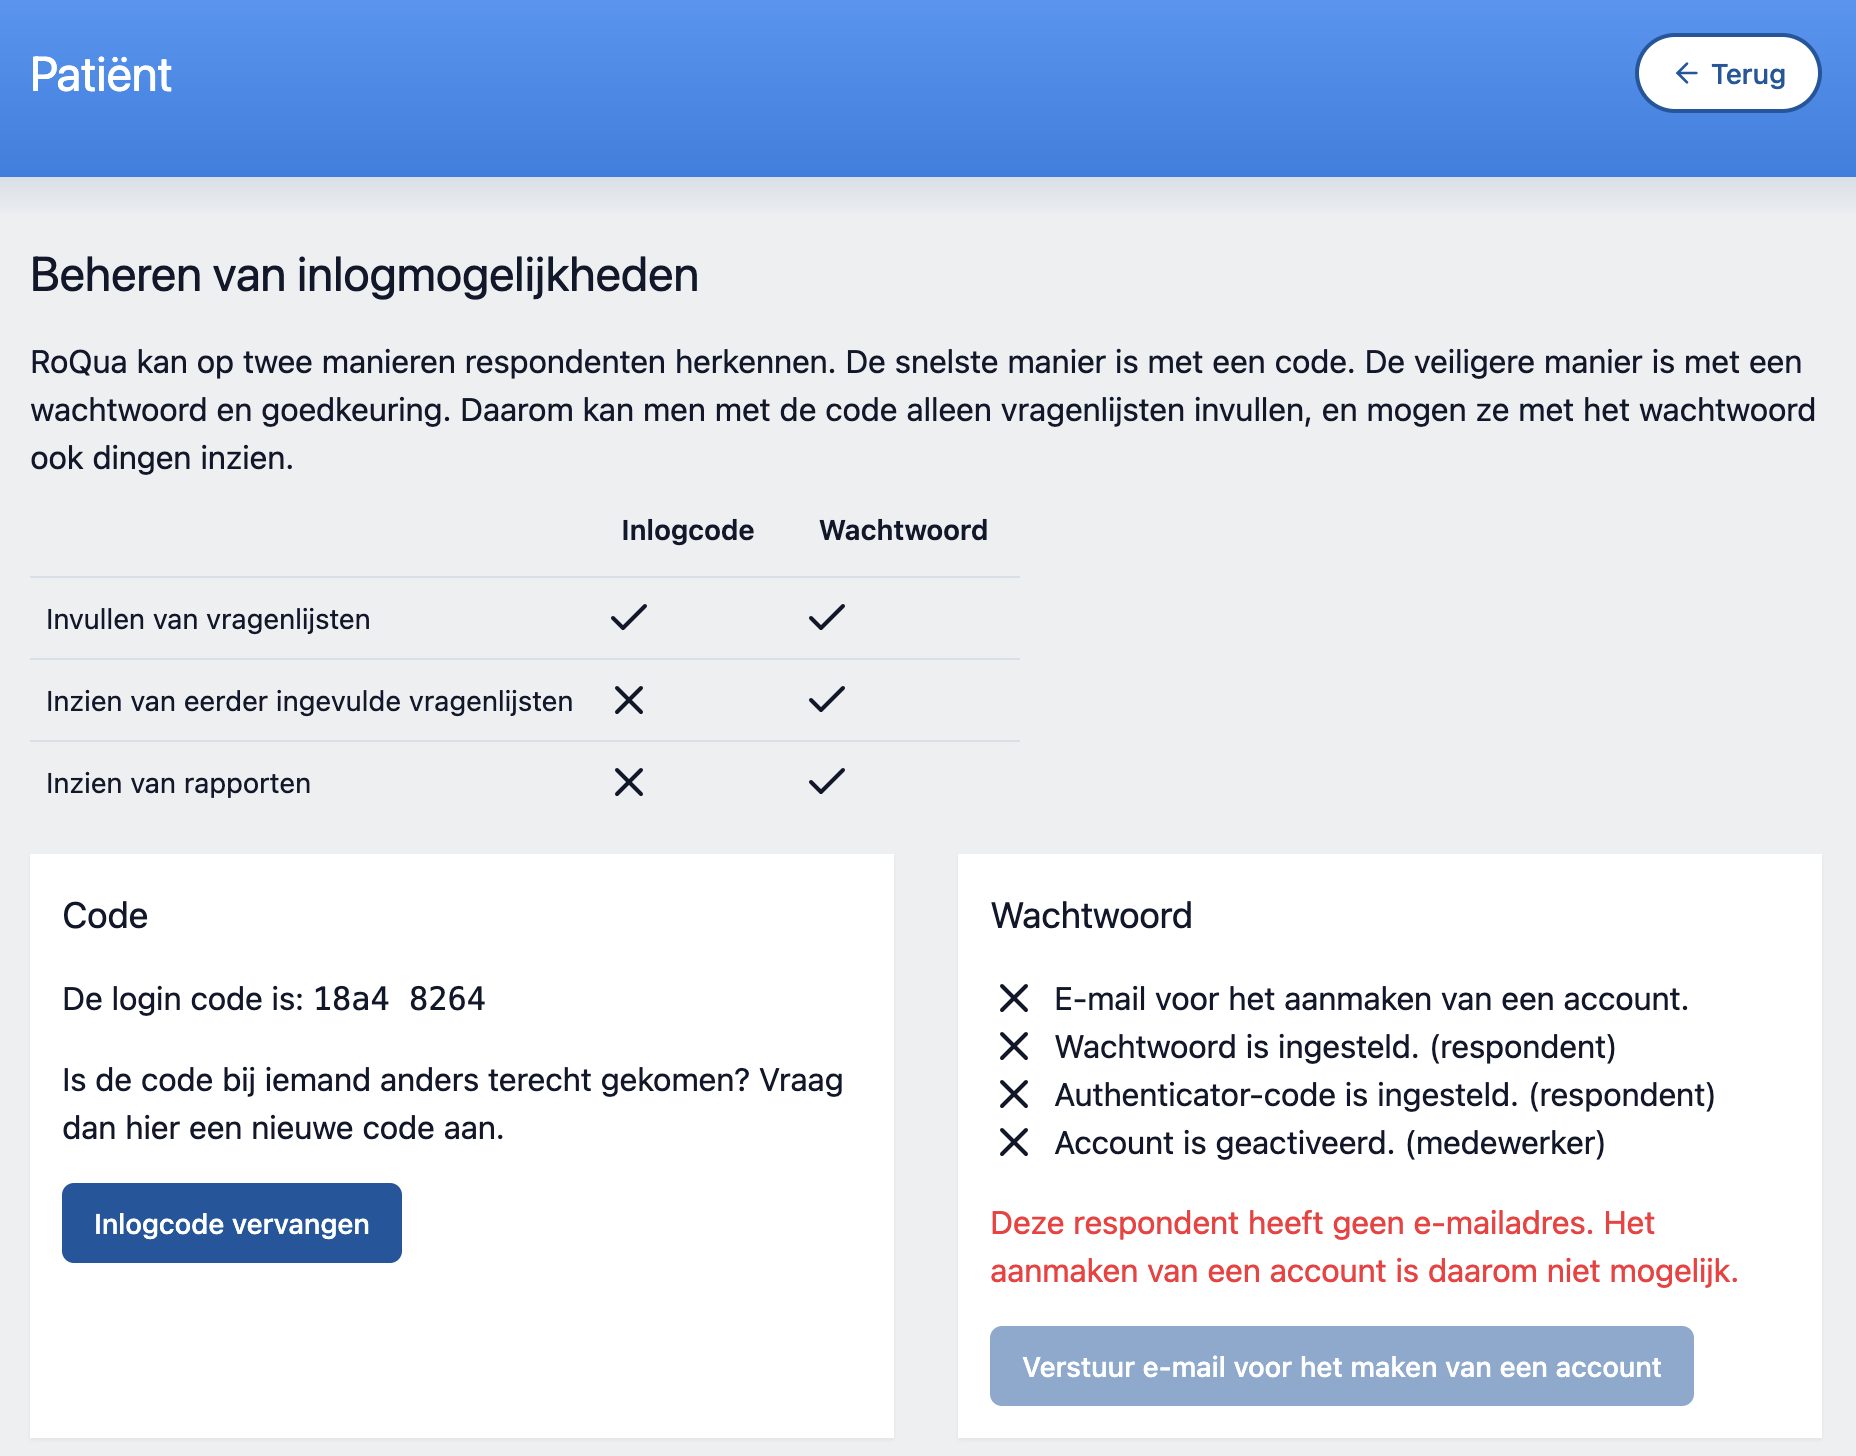 Patiënt
Terug
Beheren van inlogmogelijkheden
RoQua kan op twee manieren respondenten herkennen. De snelste manier is met een code. De veiligere manier is met een
wachtwoord en goedkeuring. Daarom kan men met de code alleen vragenlijsten invullen, en mogen ze met het wachtwoord
ook dingen inzien.
Inlogcode Wachtwoord
Invullen van vragenlijsten
Inzien van eerder ingevulde vragenlijsten
Inzien van rapporten
Code
De login code is: 18a4 8264
Is de code bij iemand anders terecht gekomen? Vraag
dan hier een nieuwe code aan.
Inlogcode vervangen
Wachtwoord
E-mail voor het aanmaken van een account.
Wachtwoord is ingesteld. (respondent)
Authenticator-code is ingesteld. (respondent)
Account is geactiveerd. (medewerker)
Deze respondent heeft geen e-mailadres. Het
aanmaken van een account is daarom niet mogelijk.
Verstuur e-mail voor het maken van een account